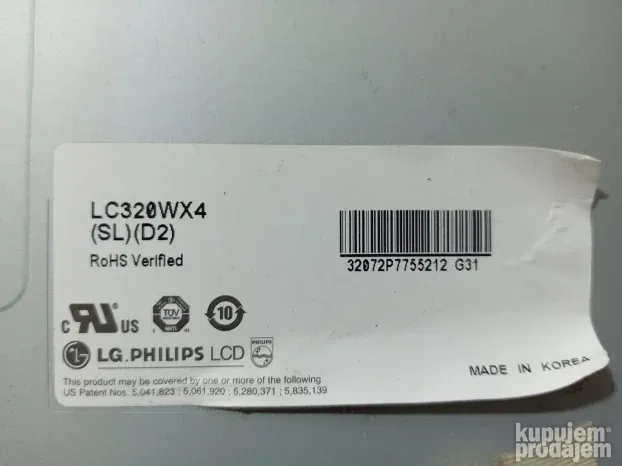 LC320WX4
(SL)(D2)
RoHS Verified
32072P7755212 G31
c RU US
TÜV
10
LG.PHILIPS LCD
PHILIPS
MADE IN KOREA
This product may be covered by one or more of the following
US Patent Nos. 5,041,823 ; 5,061,920 ; 5,280,371 ; 5,835,139
kupujem
prodajem